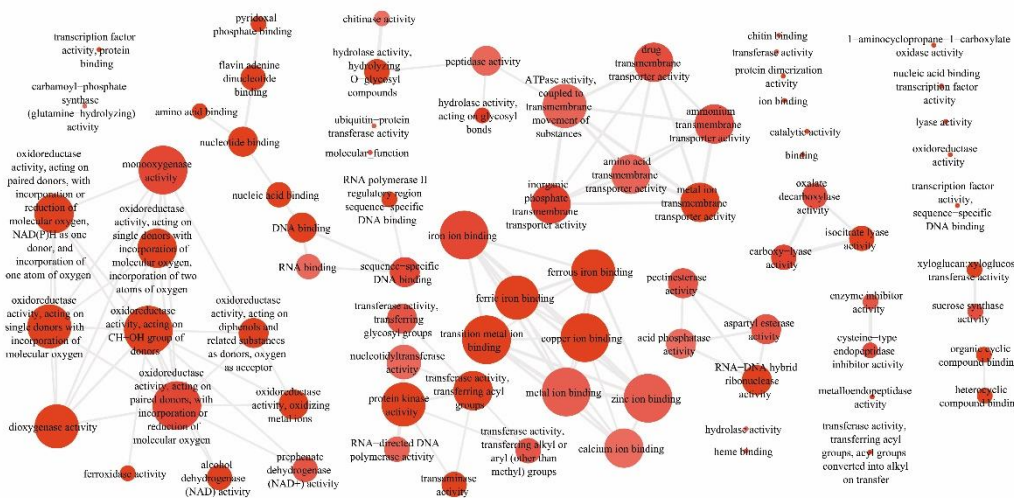 transcription factor
activity, protein
binding
carbamoyl−phosphate
synthase
(glutamine−hydrolyzing)
activity
pyridoxal
phosphate binding
flavin adenine
dinucleotide
binding
amino acid binding
nucleotide binding
nucleic acid binding
DNA binding
RNA binding
chitinase activity
hydrolase activity,
hydrolyzing
O−glycosyl
compounds
ubiquitin−protein
transferase activity
molecular_function
RNA polymerase II
regulatory region
sequence−specific
DNA binding
sequence−specific
DNA binding
peptidase activity
hydrolase activity,
acting on glycosyl
bonds
drug
transmembrane
transporter activity
ATPase activity,
coupled to
transmembrane
movement of
substances
ammonium
transmembrane
transporter activity
amino acid
transmembrane
transporter activity
inorganic
phosphate
transmembrane
transporter activity
metal ion
transmembrane
transporter activity
chitin binding
transferase activity
protein dimerization
activity
ion binding
catalytic activity
binding
oxalate
decarboxylase
activity
carboxy−lyase
activity
isocitrate lyase
activity
1−aminocyclopropane−1−carboxylate
oxidase activity
nucleic acid binding
transcription factor
activity
lyase activity
oxidoreductase
activity
transcription factor
activity,
sequence−specific
DNA binding
xyloglucan:xyloglucosyl
transferase activity
sucrose synthase
activity
organic cyclic
compound binding
heterocyclic
compound binding
monooxygenase activity
oxidoreductase
activity, acting on
paired donors, with
incorporation or
reduction of
molecular oxygen,
NAD(P)H as one
donor, and
incorporation of
one atom of oxygen
oxidoreductase
activity, acting on
single donors with
incorporation of
molecular oxygen,
incorporation of two
atoms of oxygen
oxidoreductase
activity, acting on
single donors with
incorporation of
molecular oxygen
oxidoreductase
activity, acting on
CH−OH group of
donors
oxidoreductase
activity, acting on
diphenols and
related substances
as donors, oxygen
as acceptor
oxidoreductase
activity, acting on
paired donors, with
incorporation or
reduction of
molecular oxygen
dioxygenase activity
oxidoreductase
activity, oxidizing
metal ions
ferroxidase activity
alcohol
dehydrogenase
(NAD) activity
prephenate
dehydrogenase
(NAD+) activity
transferase activity,
transferring
glycosyl groups
nucleotidyltransferase
activity
protein kinase
activity
transferase activity,
transferring acyl
groups
RNA−directed DNA
polymerase activity
transaminase
activity
transferase activity,
transferring alkyl or
aryl (other than
methyl) groups
iron ion binding
ferrous iron binding
ferric iron binding
transition metal ion
binding
copper ion binding
metal ion binding
zinc ion binding
calcium ion binding
pectinesterase
activity
acid phosphatase
activity
aspartyl esterase
activity
RNA−DNA hybrid
ribonuclease
activity
enzyme inhibitor
activity
cysteine−type
endopeptidase
inhibitor activity
metalloendopeptidase
activity
hydrolase activity
heme binding
transferase activity,
transferring acyl
groups, acyl groups
converted into alkyl
on transfer